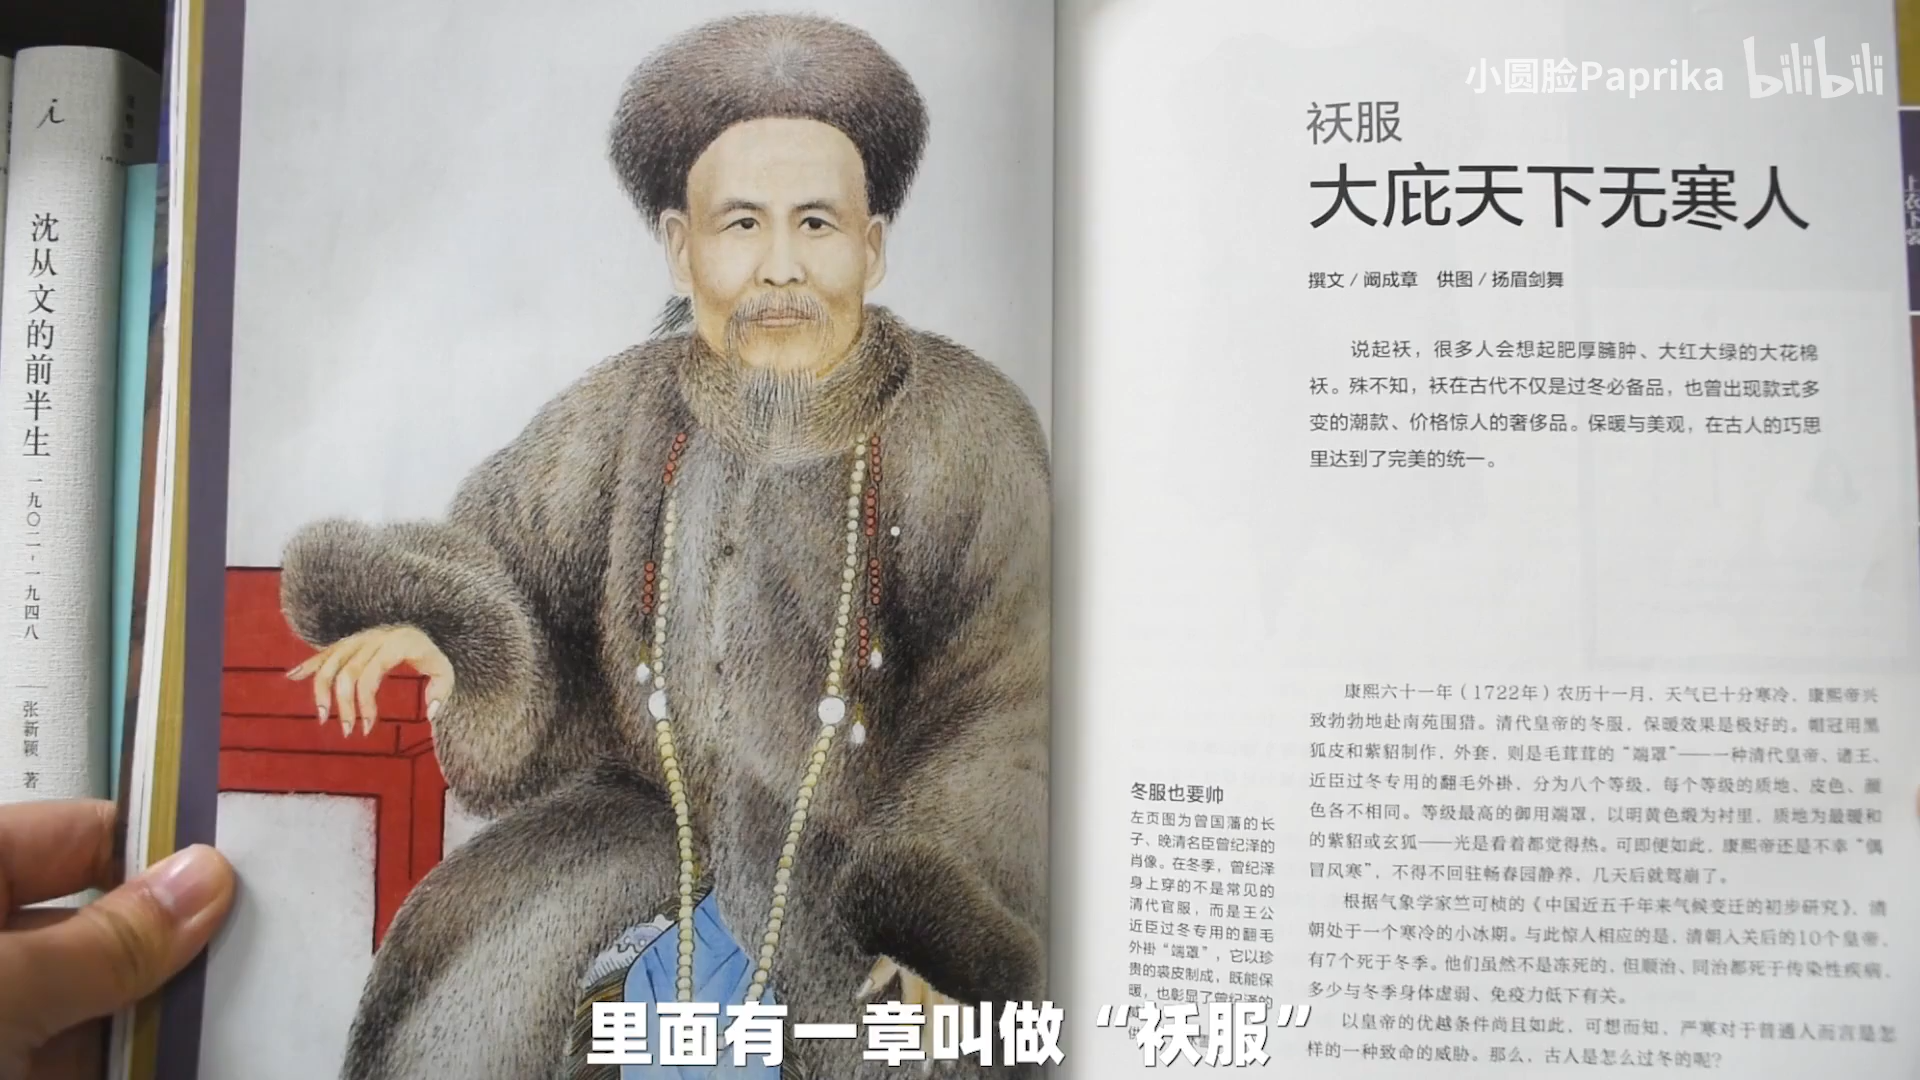 小圆脸Paprika bilibili
沈从文的前半生
一九〇二-一九四八
张新颖 著
袄服
大庇天下无寒人
撰文 / 阚成章 供图 / 扬眉剑舞
说起袄，很多人会想起肥厚臃肿、大红大绿的大花棉
袄。殊不知，袄在古代不仅是过冬必备品，也曾出现款式多
变的潮款、价格惊人的奢侈品。保暖与美观，在古人的巧思
里达到了完美的统一。
康熙六十一年（1722年）农历十一月，天气已十分寒冷，康熙帝兴
致勃勃地赴南苑围猎。清代皇帝的冬服，保暖效果是极好的。帽冠用黑
狐皮和紫貂制作，外套，则是毛茸茸的“端罩”——一种清代皇帝、诸王、
近臣过冬专用的翻毛外褂，分为八个等级，每个等级的质地、皮色、颜
色各不相同。等级最高的御用端罩，以明黄色缎为衬里，质地为最暖和
的紫貂或玄狐——光是看着都觉得热。可即便如此，康熙帝还是不幸“偶
冒风寒”，不得不回驻畅春园静养，几天后就驾崩了。
根据气象学家竺可桢的《中国近五千年来气候变迁的初步研究》，清
朝处于一个寒冷的小冰期。与此惊人相应的是，清朝入关后的10个皇帝，
有7个死于冬季。他们虽然不是冻死的，但顺治、同治都死于传染性疾病，
多少与冬季身体虚弱、免疫力低下有关。
以皇帝的优越条件尚且如此，可想而知，严寒对于普通人而言是怎
样的一种致命的威胁。那么，古人是怎么过冬的呢？
冬服也要帅
左页图为曾国藩的长
子、晚清名臣曾纪泽的
肖像。在冬季，曾纪泽
身上穿的不是常见的
清代官服，而是王公
近臣过冬专用的翻毛
外褂“端罩”，它以珍
贵的裘皮制成，既能保
暖，也彰显了曾纪泽的
里面有一章叫做“袄服”
上衣下裳